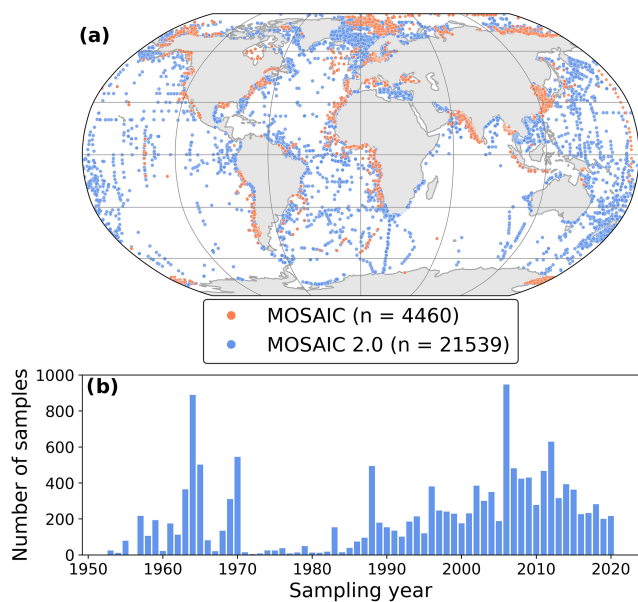 (a)
MOSAIC (n = 4460)
MOSAIC 2.0 (n = 21539)
(b)
Number of samples
1000
800
600
400
200
0
1950 1960 1970 1980 1990 2000 2010 2020
Sampling year